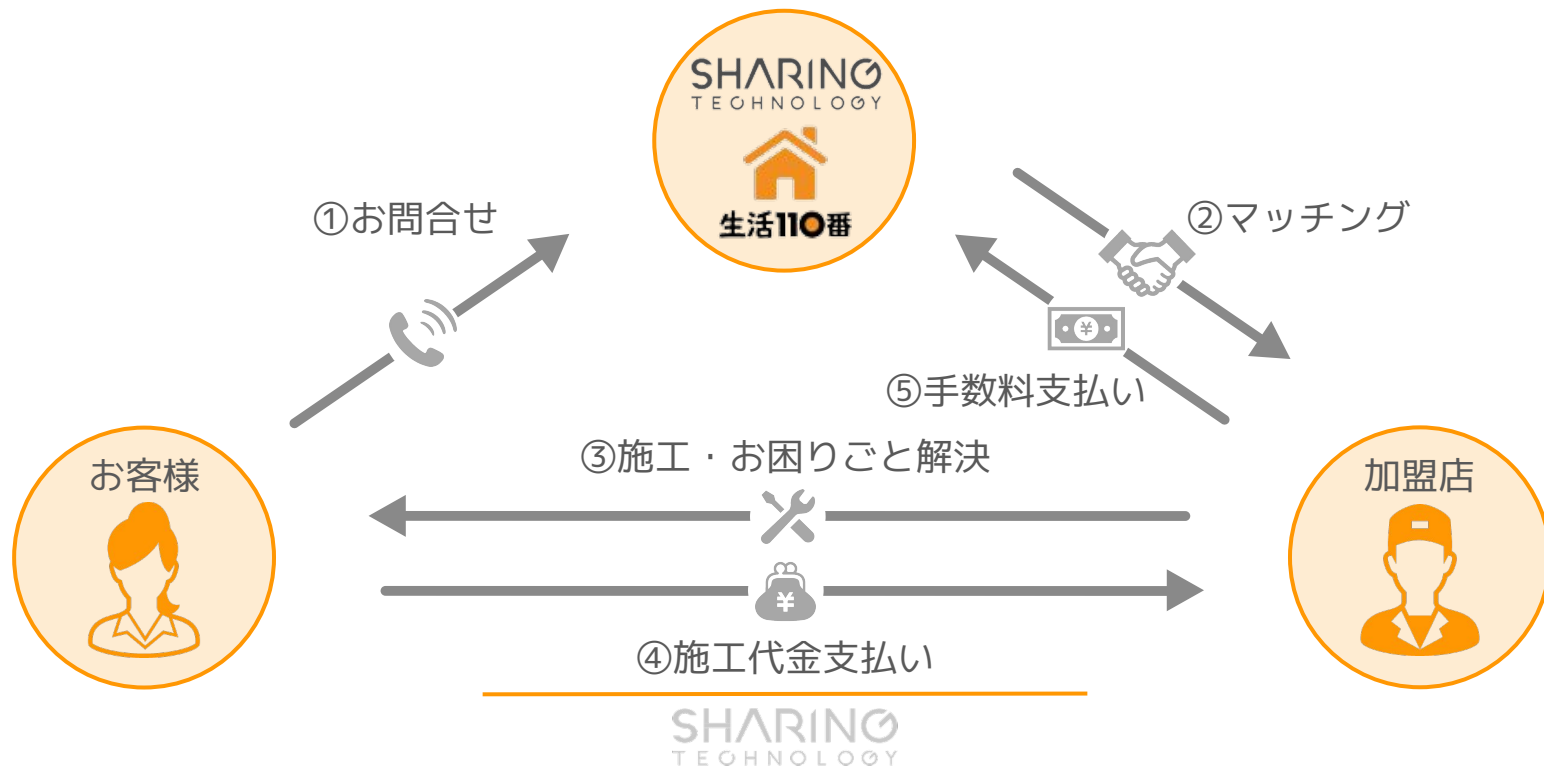 SHARING
TECHNOLOGY
生活110番
①お問合せ
②マッチング
⑤手数料支払い
③施工・お困りごと解決
お客様
加盟店
④施工代金支払い
SHARING
TECHNOLOGY